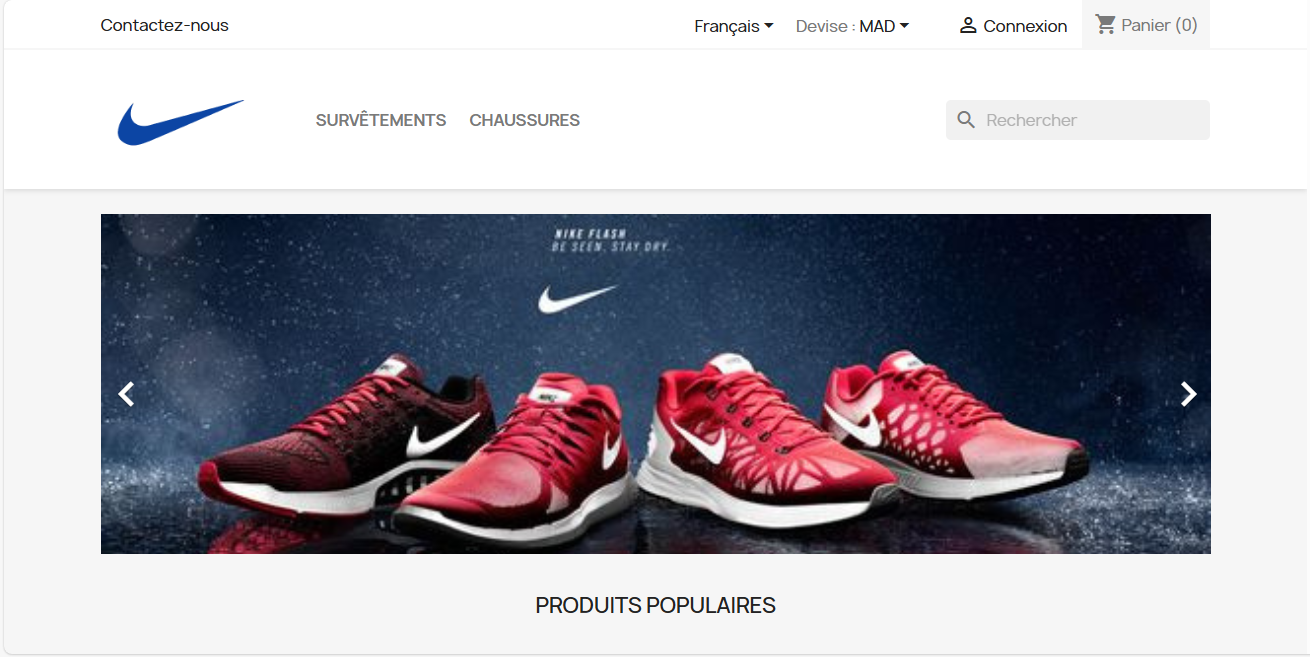 Contactez-nous
Français
Devise : MAD
Connexion
Panier (0)
SURVÊTEMENTS
CHAUSSURES
Rechercher
NIKE FLASH
BE SEEN. STAY DRY.
PRODUITS POPULAIRES